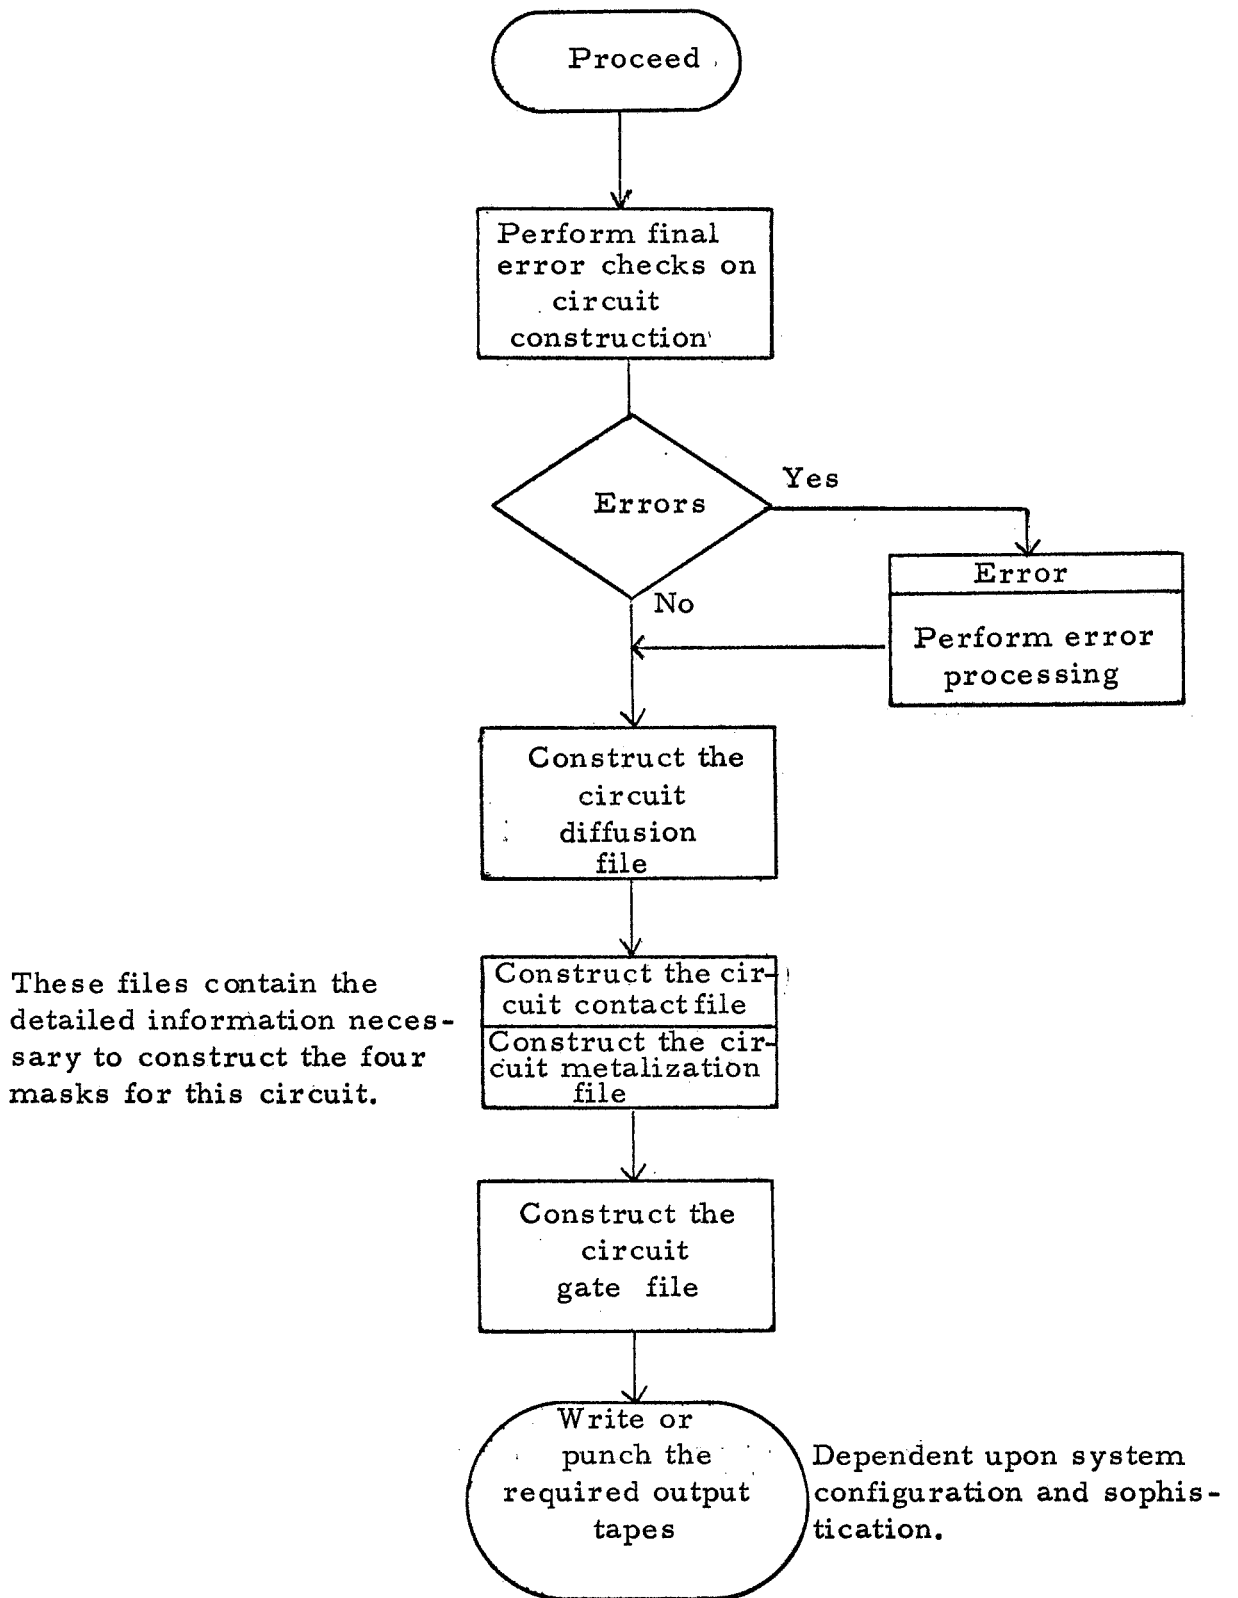 Proceed
Perform final
error checks on
circuit
construction
Errors
Yes
No
Error
Perform error
processing
Construct the
circuit
diffusion
file
These files contain the
detailed information neces-
sary to construct the four
masks for this circuit.
Construct the cir-
cuit contact file
Construct the cir-
cuit metalization
file
Construct the
circuit
gate file
Write or
punch the
required output
tapes
Dependent upon system
configuration and sophis-
tication.